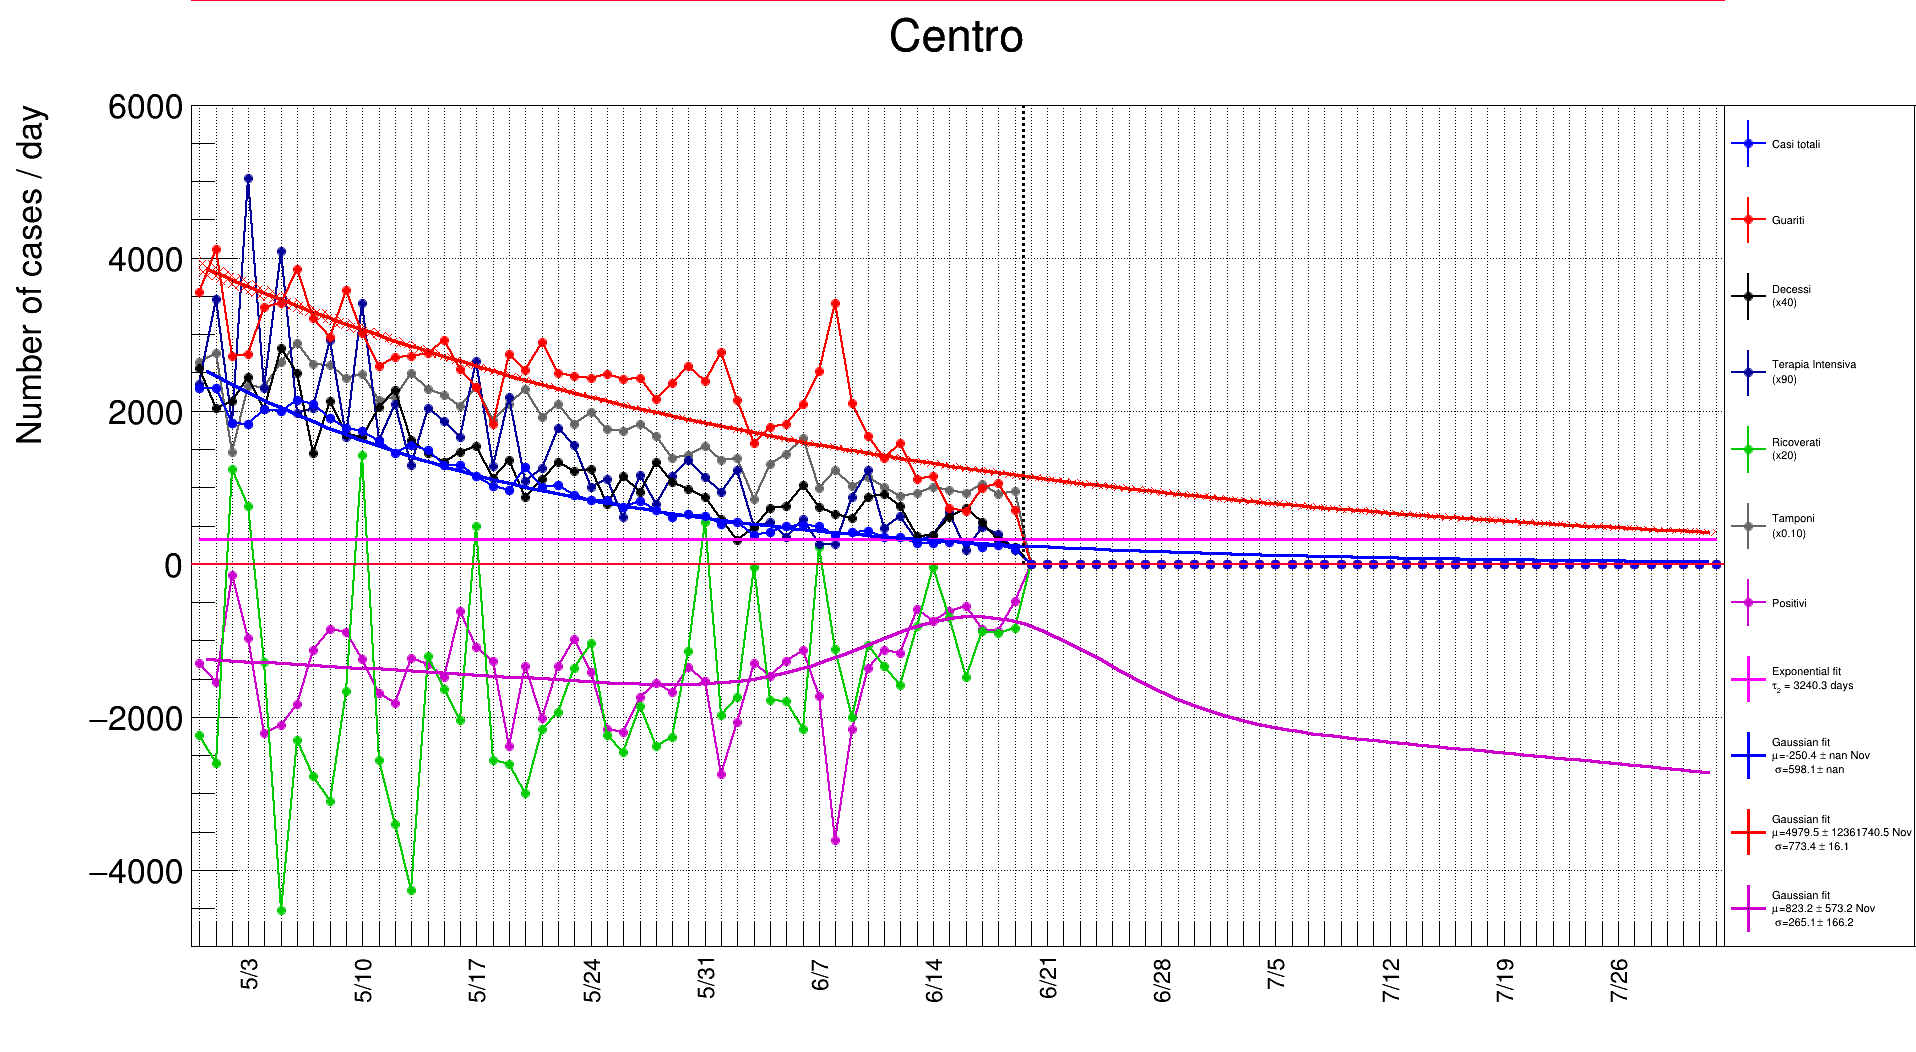 Centro
Number of cases / day
6000
4000
2000
0
−2000
−4000
5/3
5/10
5/17
5/24
5/31
6/7
6/14
6/21
6/28
7/5
7/12
7/19
7/26
Casi totali
Guariti
Decessi
(x40)
Terapia Intensiva
(x90)
Ricoverati
(x20)
Tamponi
(x0.10)
Positivi
Exponential fit
τ₂ = 3240.3 days
Gaussian fit
μ=-250.4 ± nan Nov
σ=598.1± nan
Gaussian fit
μ=4979.5 ± 12361740.5 Nov
σ=773.4 ± 16.1
Gaussian fit
μ=823.2 ± 573.2 Nov
σ=265.1± 166.2